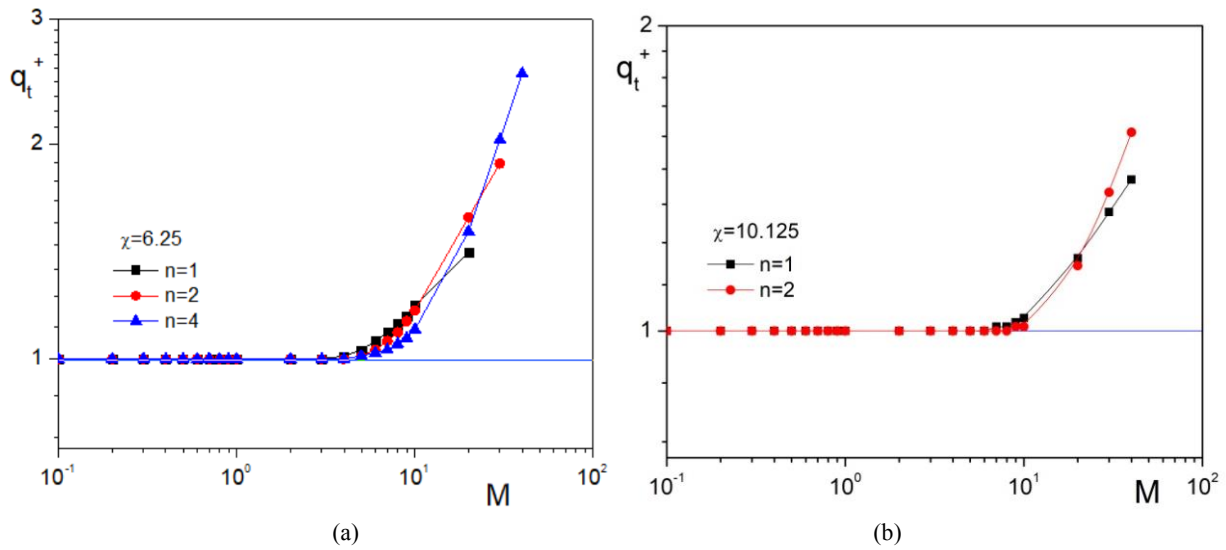 3
q_t^+
2
χ=6.25
n=1
n=2
n=4
1
10^-1
10^0
10^1
10^2
M
(a)
2
q_t^+
χ=10.125
n=1
n=2
1
10^-1
10^0
10^1
10^2
M
(b)